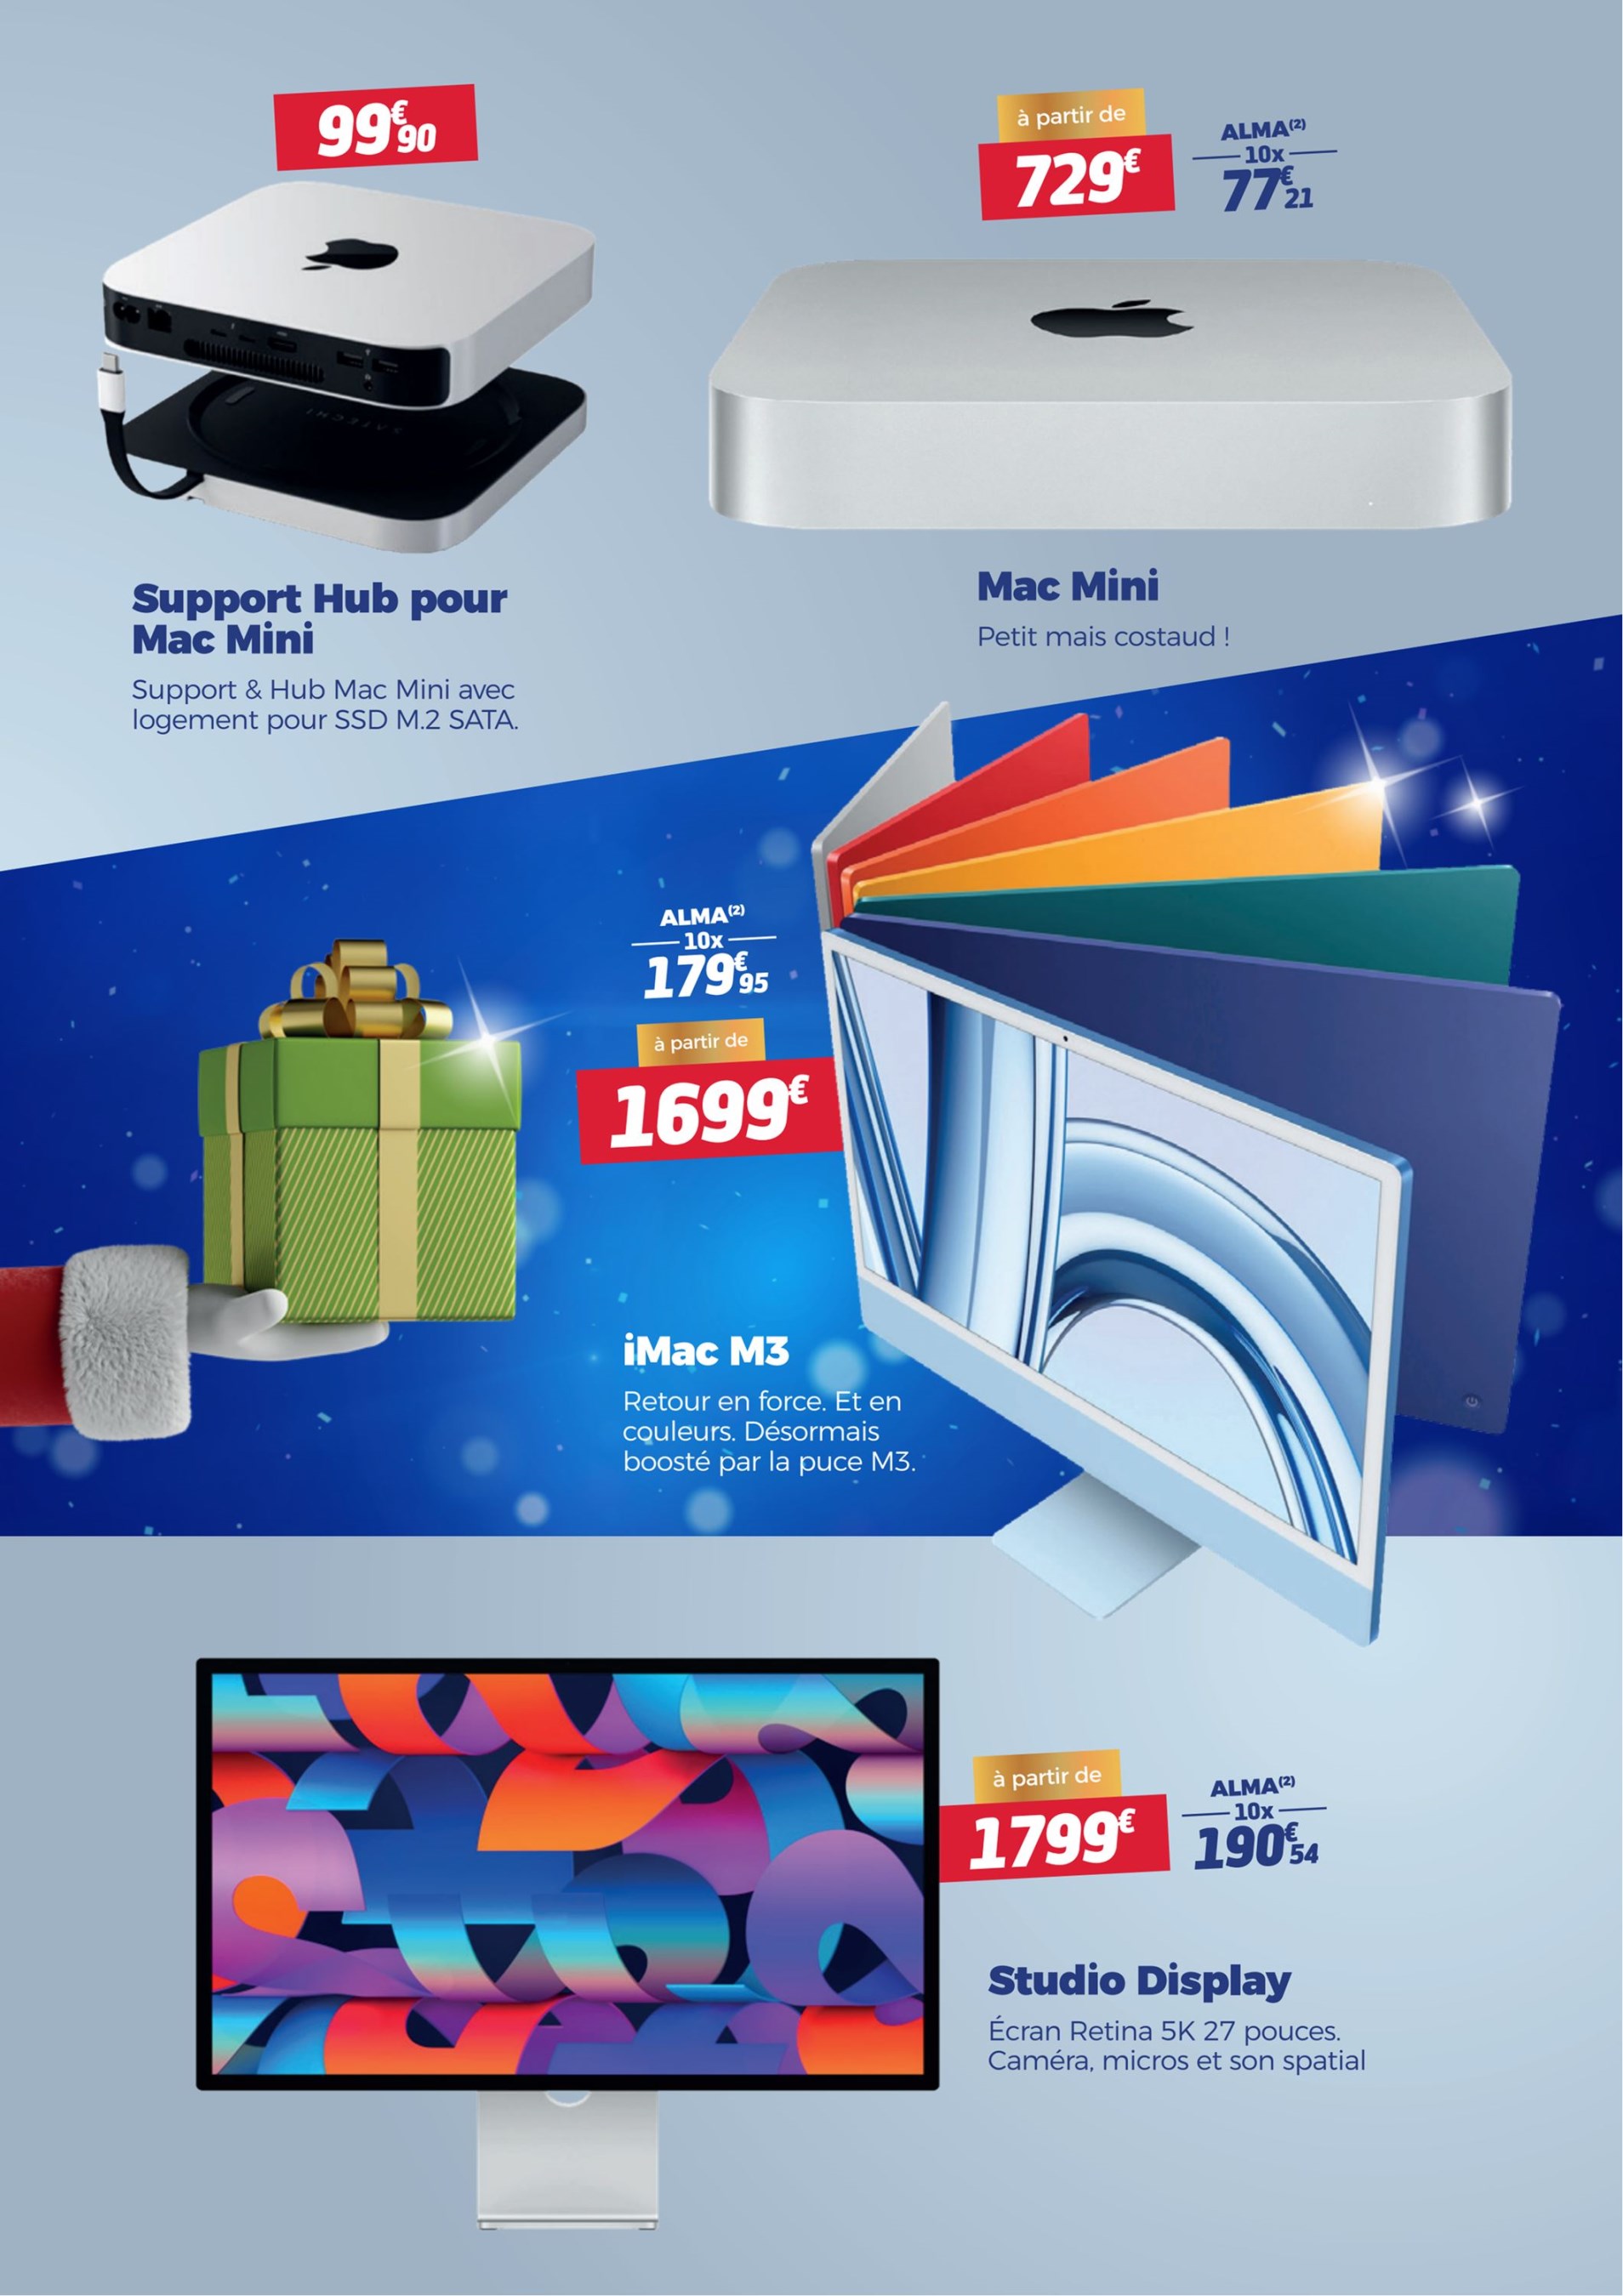 99€90
à partir de
729€
ALMA(2)
10x
77€21
SATECHI
Support Hub pour
Mac Mini
Support & Hub Mac Mini avec
logement pour SSD M.2 SATA.
Mac Mini
Petit mais costaud !
ALMA(2)
10x
179€95
à partir de
1699€
iMac M3
Retour en force. Et en
couleurs. Désormais
boosté par la puce M3.
à partir de
1799€
ALMA(2)
10x
190€54
Studio Display
Écran Retina 5K 27 pouces.
Caméra, micros et son spatial